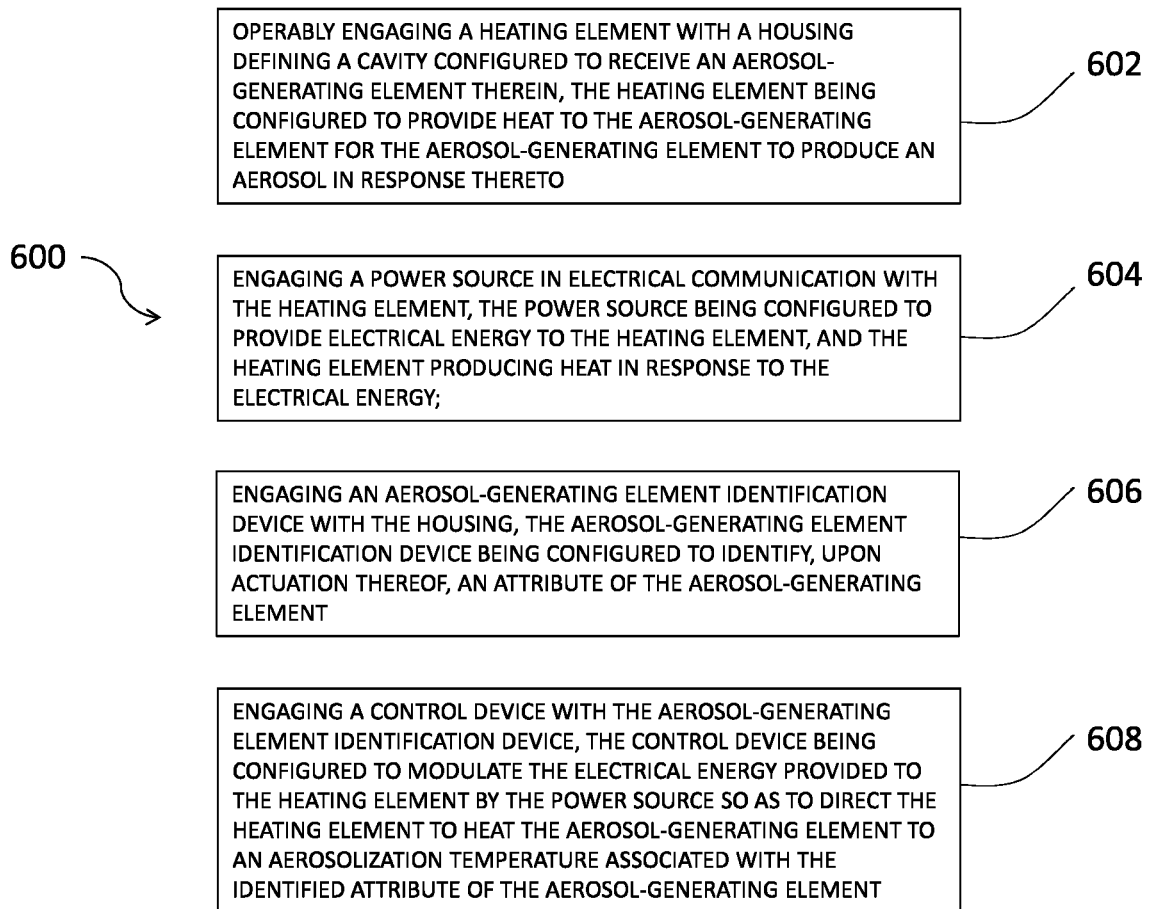 OPERABLY ENGAGING A HEATING ELEMENT WITH A HOUSING
DEFINING A CAVITY CONFIGURED TO RECEIVE AN AEROSOL-
GENERATING ELEMENT THEREIN, THE HEATING ELEMENT BEING
CONFIGURED TO PROVIDE HEAT TO THE AEROSOL-GENERATING
ELEMENT FOR THE AEROSOL-GENERATING ELEMENT TO PRODUCE AN
AEROSOL IN RESPONSE THERETO
602
600
ENGAGING A POWER SOURCE IN ELECTRICAL COMMUNICATION WITH
THE HEATING ELEMENT, THE POWER SOURCE BEING CONFIGURED TO
PROVIDE ELECTRICAL ENERGY TO THE HEATING ELEMENT, AND THE
HEATING ELEMENT PRODUCING HEAT IN RESPONSE TO THE
ELECTRICAL ENERGY;
604
ENGAGING AN AEROSOL-GENERATING ELEMENT IDENTIFICATION
DEVICE WITH THE HOUSING, THE AEROSOL-GENERATING ELEMENT
IDENTIFICATION DEVICE BEING CONFIGURED TO IDENTIFY, UPON
ACTUATION THEREOF, AN ATTRIBUTE OF THE AEROSOL-GENERATING
ELEMENT
606
ENGAGING A CONTROL DEVICE WITH THE AEROSOL-GENERATING
ELEMENT IDENTIFICATION DEVICE, THE CONTROL DEVICE BEING
CONFIGURED TO MODULATE THE ELECTRICAL ENERGY PROVIDED TO
THE HEATING ELEMENT BY THE POWER SOURCE SO AS TO DIRECT THE
HEATING ELEMENT TO HEAT THE AEROSOL-GENERATING ELEMENT TO
AN AEROSOLIZATION TEMPERATURE ASSOCIATED WITH THE
IDENTIFIED ATTRIBUTE OF THE AEROSOL-GENERATING ELEMENT
608